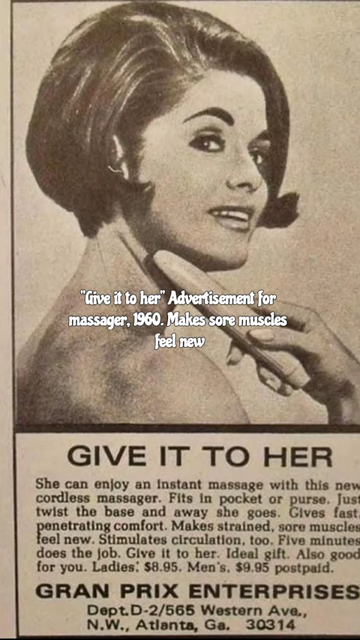 "Give it to her" Advertisement for
massager, 1960. Makes sore muscles
feel new
GIVE IT TO HER
She can enjoy an instant massage with this new
cordless massager. Fits in pocket or purse. Just
twist the base and away she goes. Gives fast,
penetrating comfort. Makes strained, sore muscles
feel new. Stimulates circulation, too. Five minutes
does the job. Give it to her. Ideal gift. Also good
for you. Ladies', $8.95. Men's, $9.95 postpaid.
GRAN PRIX ENTERPRISES
Dept.D-2/565 Western Ave.,
N.W., Atlanta, Ga. 30314